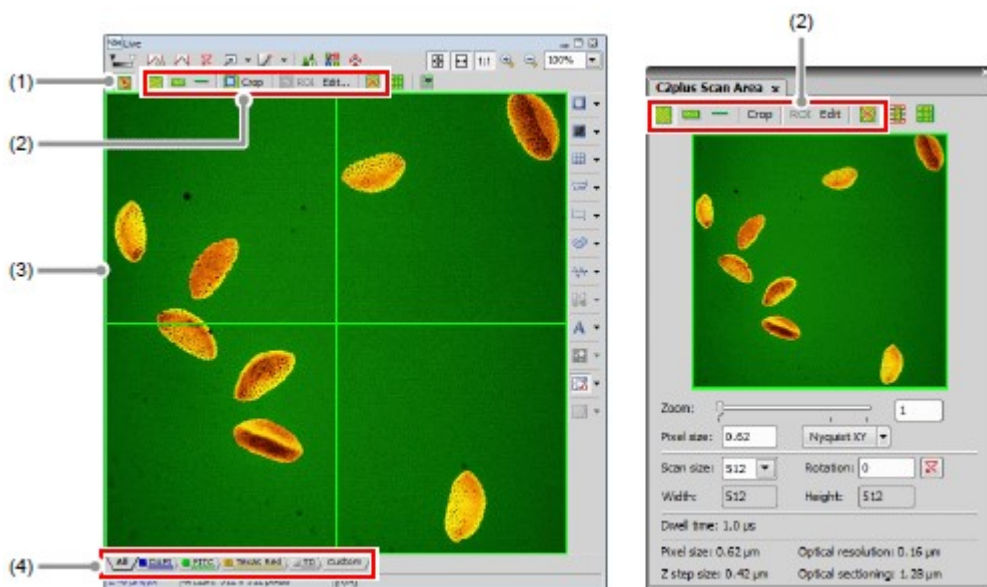 (2)
Live
(1)
100%
Crop ROI Edit...
C2plus Scan Area x
(2)
(2)
Crop ROI Edit
(3)
A
Zoom: 1
Pixel size: 0.62 Nyquist XY
Scan size: 512 Rotation: 0
Width: 512 Height: 512
Dwell time: 1.0 µs
(4)
All DAPI FITC Texas Red TD Custom
Pixel size: 0.62 µm Optical resolution: 0.16 µm
Z step size: 0.42 µm Optical sectioning: 1.28 µm